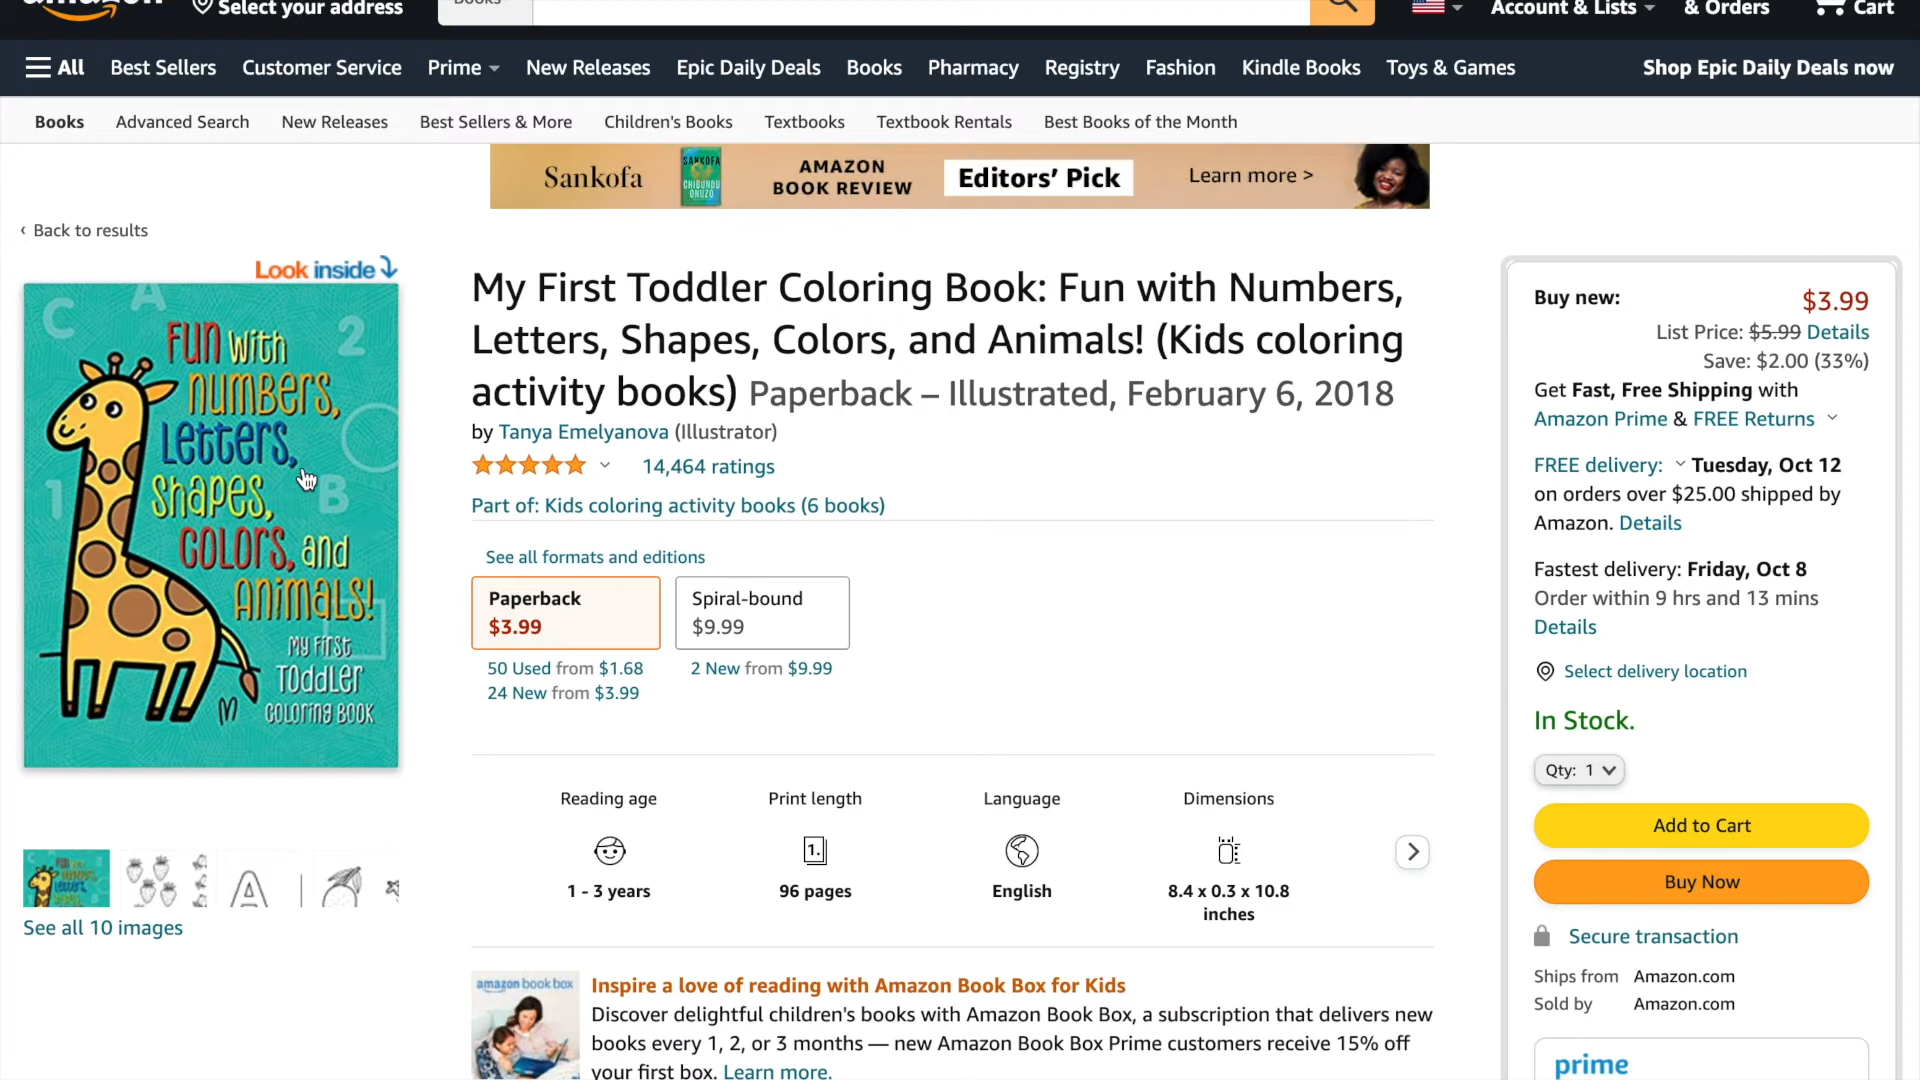 amazon
Select your address
Books
Account & Lists
& Orders
Cart
All Best Sellers Customer Service Prime New Releases Epic Daily Deals Books Pharmacy Registry Fashion Kindle Books Toys & Games Shop Epic Daily Deals now
Books Advanced Search New Releases Best Sellers & More Children's Books Textbooks Textbook Rentals Best Books of the Month
Sankofa
SANKOFA
CHIBUNDU
ONUZO
AMAZON
BOOK REVIEW
Editors' Pick
Learn more >
‹ Back to results
Look inside
C A 2
1 B
FUN with
numbers,
Letters,
shapes,
colors, and
animals!
My First
Toddler
Coloring Book
See all 10 images
My First Toddler Coloring Book: Fun with Numbers,
Letters, Shapes, Colors, and Animals! (Kids coloring
activity books) Paperback – Illustrated, February 6, 2018
by Tanya Emelyanova (Illustrator)
14,464 ratings
Part of: Kids coloring activity books (6 books)
See all formats and editions
Paperback
$3.99
Spiral-bound
$9.99
50 Used from $1.68
24 New from $3.99
2 New from $9.99
Reading age
1 - 3 years
Print length
1.
96 pages
Language
English
Dimensions
8.4 x 0.3 x 10.8
inches
amazon book box
Inspire a love of reading with Amazon Book Box for Kids
Discover delightful children's books with Amazon Book Box, a subscription that delivers new
books every 1, 2, or 3 months — new Amazon Book Box Prime customers receive 15% off
your first box. Learn more.
Buy new:
$3.99
List Price: $5.99 Details
Save: $2.00 (33%)
Get Fast, Free Shipping with
Amazon Prime & FREE Returns
FREE delivery: Tuesday, Oct 12
on orders over $25.00 shipped by
Amazon. Details
Fastest delivery: Friday, Oct 8
Order within 9 hrs and 13 mins
Details
Select delivery location
In Stock.
Qty: 1
Add to Cart
Buy Now
Secure transaction
Ships from Amazon.com
Sold by Amazon.com
prime